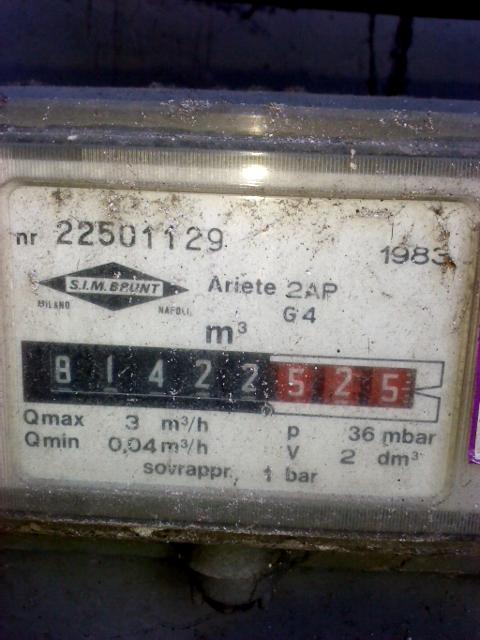 nr 22501129
1983
S.I.M. BRUNT
MILANO NAPOLI
Ariete 2AP
G4
m³
81422525
Qmax 3 m³/h p 36 mbar
Qmin 0,04 m³/h V 2 dm³
sovrappr. 1 bar